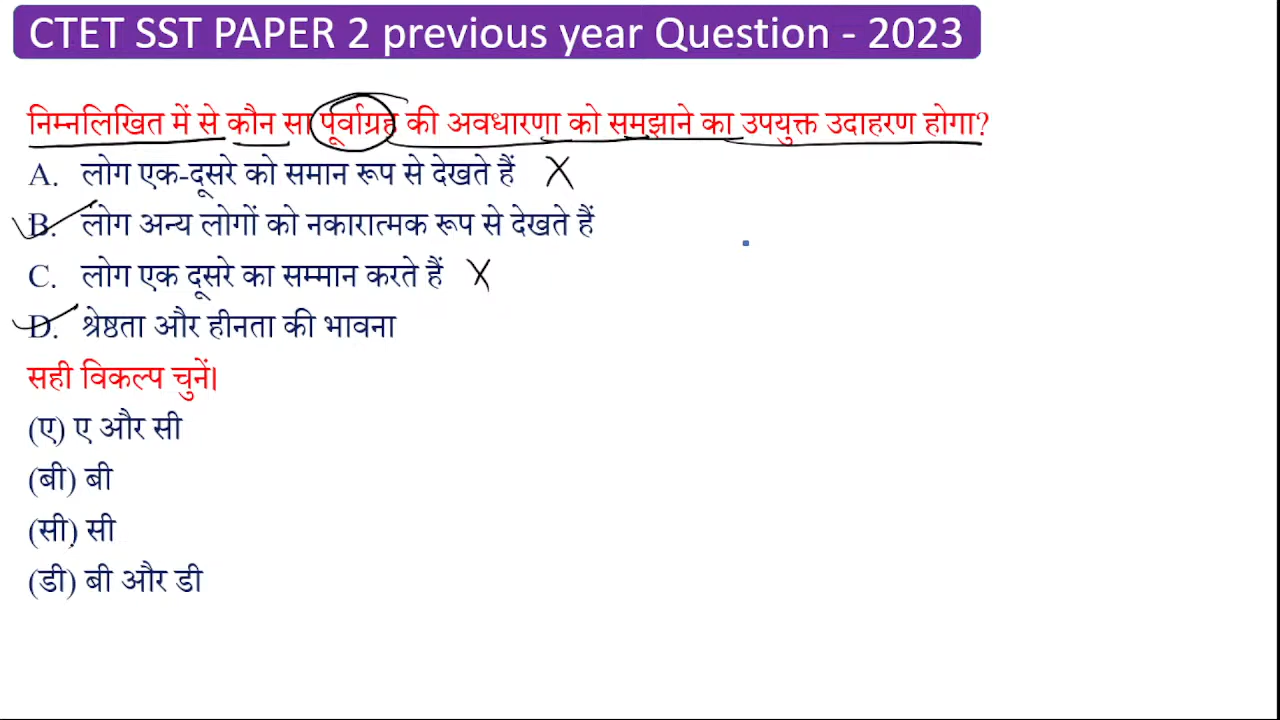 CTET SST PAPER 2 previous year Question - 2023
निम्नलिखित में से कौन सा पूर्वाग्रह की अवधारणा को समझाने का उपयुक्त उदाहरण होगा?
A. लोग एक-दूसरे को समान रूप से देखते हैं X
B. लोग अन्य लोगों को नकारात्मक रूप से देखते हैं
C. लोग एक दूसरे का सम्मान करते हैं X
D. श्रेष्ठता और हीनता की भावना
सही विकल्प चुनें।
(ए) ए और सी
(बी) बी
(सी) सी
(डी) बी और डी